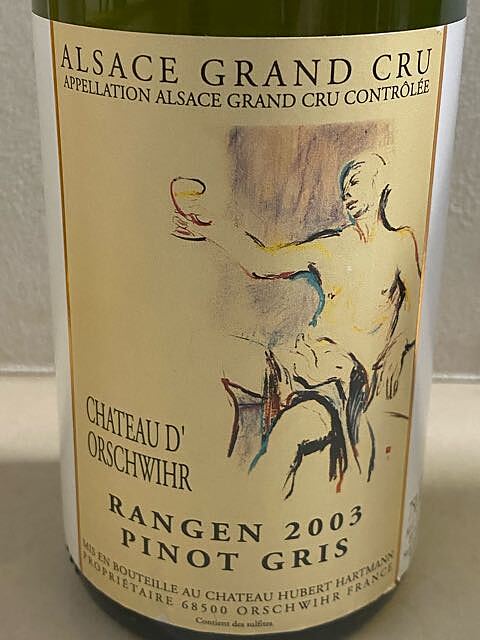 ALSACE GRAND CRU
APPELLATION ALSACE GRAND CRU CONTRÔLÉE
CHATEAU D'
ORSCHWIHR
RANGEN 2003
PINOT GRIS
MIS EN BOUTEILLE AU CHATEAU HUBERT HARTMANN
PROPRIÉTAIRE 68500 ORSCHWIHR FRANCE
Contient des sulfites